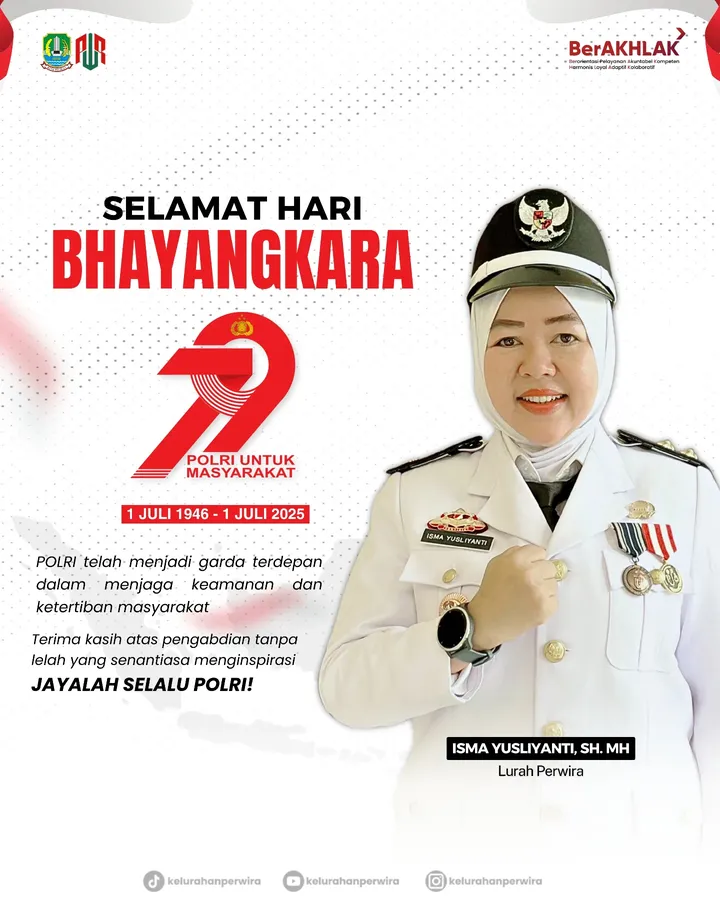 BerAKHLAK
Berorientasi Pelayanan Akuntabel Kompeten
Harmonis Loyal Adaptif Kolaboratif
SELAMAT HARI
BHAYANGKARA
79
POLRI UNTUK
MASYARAKAT
1 JULI 1946 - 1 JULI 2025
POLRI telah menjadi garda terdepan
dalam menjaga keamanan dan
ketertiban masyarakat
Terima kasih atas pengabdian tanpa
lelah yang senantiasa menginspirasi
JAYALAH SELALU POLRI!
ISMA YUSLIYANTI
ISMA YUSLIYANTI, SH. MH
Lurah Perwira
kelurahanperwira
kelurahanperwira
kelurahanperwira